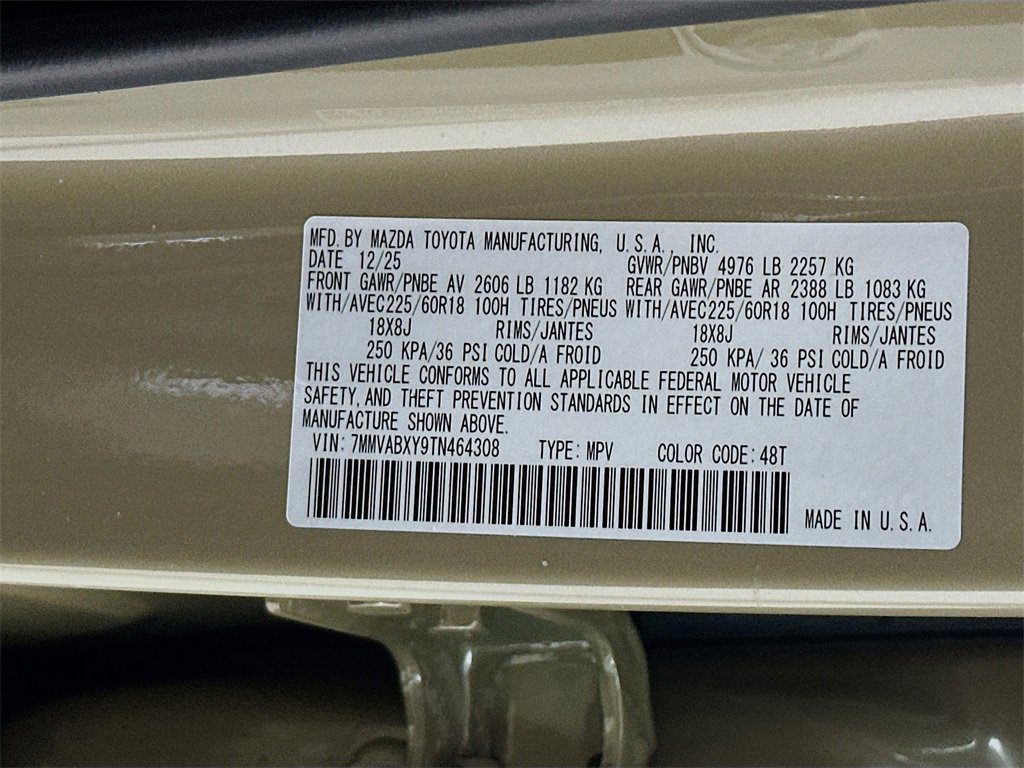 MFD. BY MAZDA TOYOTA MANUFACTURING, U.S.A., INC.
DATE 12/25 GVWR/PNBV 4976 LB 2257 KG
FRONT GAWR/PNBE AV 2606 LB 1182 KG REAR GAWR/PNBE AR 2388 LB 1083 KG
WITH/AVEC225/60R18 100H TIRES/PNEUS WITH/AVEC225/60R18 100H TIRES/PNEUS
18X8J RIMS/JANTES 18X8J RIMS/JANTES
250 KPA/36 PSI COLD/A FROID 250 KPA/ 36 PSI COLD/A FROID
THIS VEHICLE CONFORMS TO ALL APPLICABLE FEDERAL MOTOR VEHICLE
SAFETY, AND THEFT PREVENTION STANDARDS IN EFFECT ON THE DATE OF
MANUFACTURE SHOWN ABOVE.
VIN: 7MMVABXY9TN464308 TYPE: MPV COLOR CODE: 48T
MADE IN U.S.A.